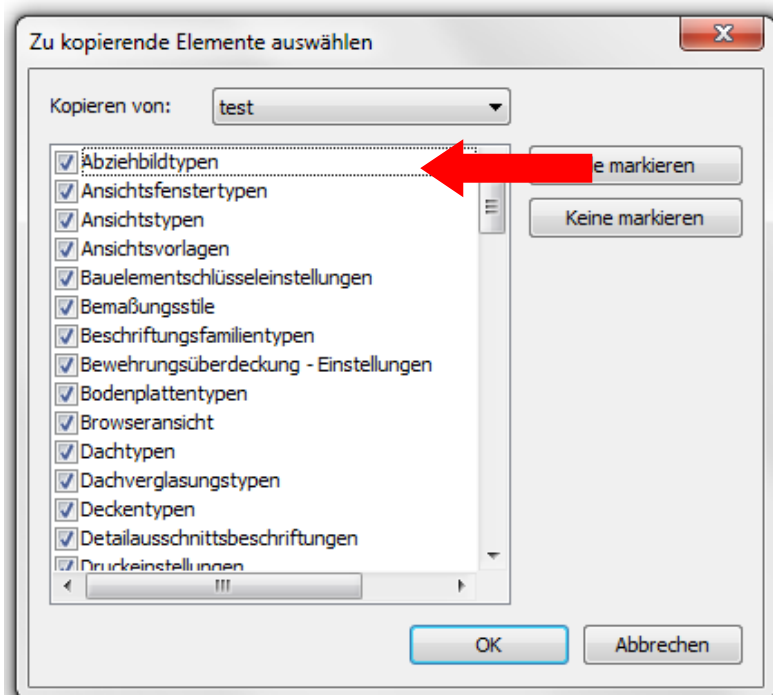 Zu kopierende Elemente auswählen
Kopieren von: test
Abziehbildtypen
Ansichtsfenstertypen
Ansichtstypen
Ansichtsvorlagen
Bauelementschlüsseleinstellungen
Bemaßungsstile
Beschriftungsfamilientypen
Bewehrungsüberdeckung - Einstellungen
Bodenplattentypen
Browseransicht
Dachtypen
Dachverglasungstypen
Deckentypen
Detailausschnittsbeschriftungen
Druckeinstellungen
markieren
Keine markieren
OK Abbrechen